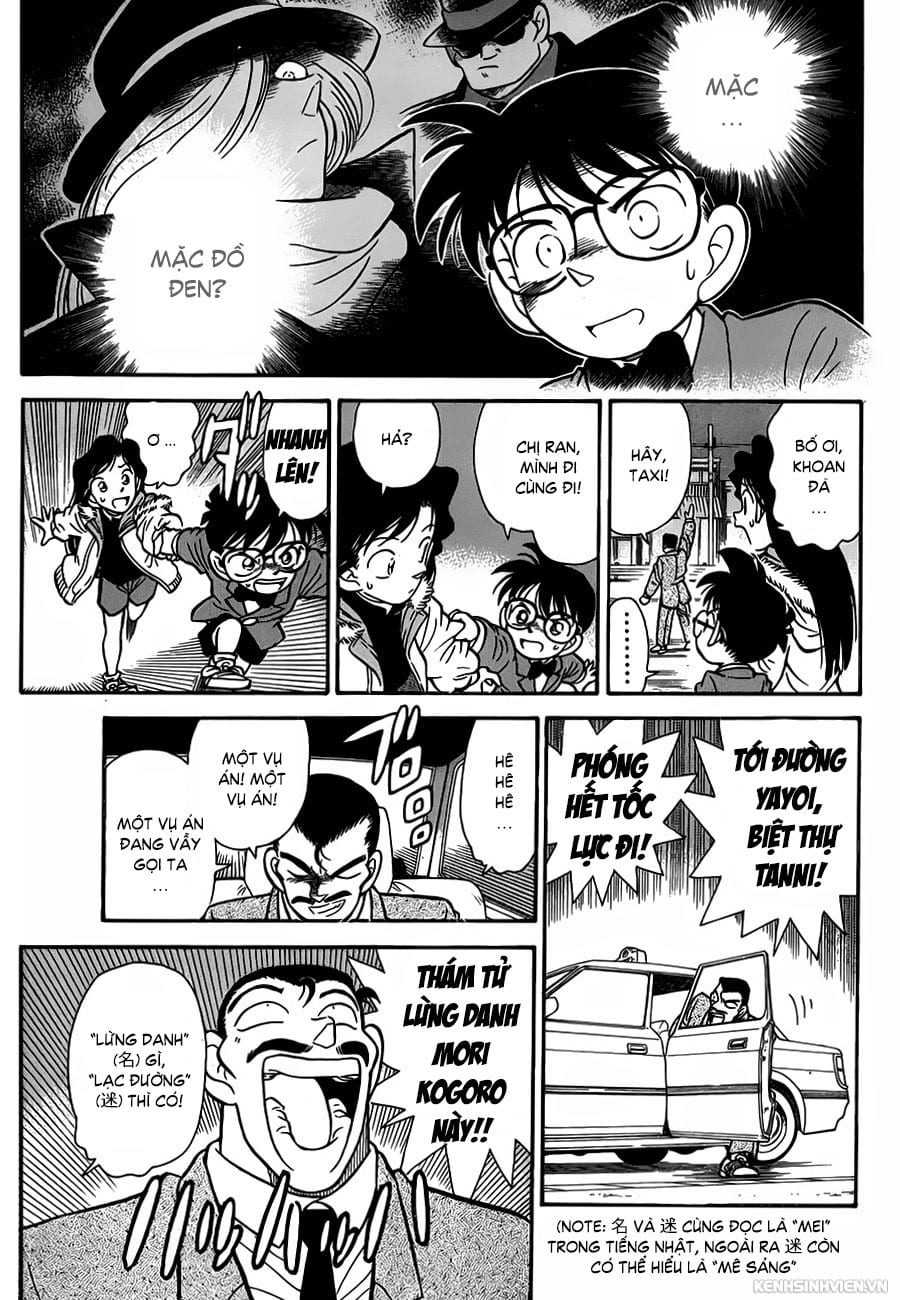 MẶC
...
MẶC ĐỒ
ĐEN?
BỐ ƠI,
KHOAN
ĐÃ
...
HÂY,
TAXI!
........
CHỊ RAN,
MÌNH ĐI
CÙNG ĐI!
HẢ?
NHANH
LÊN!
Ơ ...
TỚI ĐƯỜNG
YAYOI,
BIỆT THỰ
TANNI!
PHÓNG
HẾT TỐC
LỰC ĐI!
HÊ
HÊ
HÊ
...
MỘT VỤ
ÁN! MỘT
VỤ ÁN!
MỘT VỤ ÁN
ĐANG VẪY
GỌI TA
...
THÁM TỬ
LỪNG DANH
MORI
KOGORO
NÀY!!
"LỪNG DANH"
(名) GÌ,
"LẠC ĐƯỜNG"
(迷) THÌ CÓ!
(NOTE: 名 VÀ 迷 CÙNG ĐỌC LÀ "MEI"
TRONG TIẾNG NHẬT, NGOÀI RA 迷 CÒN
CÓ THỂ HIỂU LÀ "MÊ SẢNG"
KENHSINHVIEN.VN